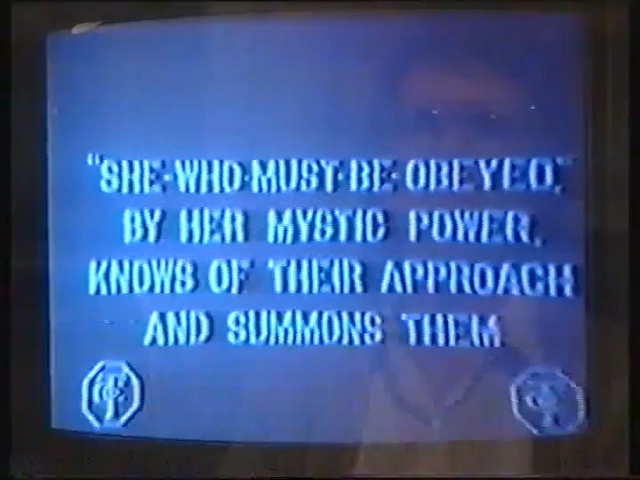 "SHE-WHO-MUST-BE-OBEYED,"
BY HER MYSTIC POWER,
KNOWS OF THEIR APPROACH
AND SUMMONS THEM